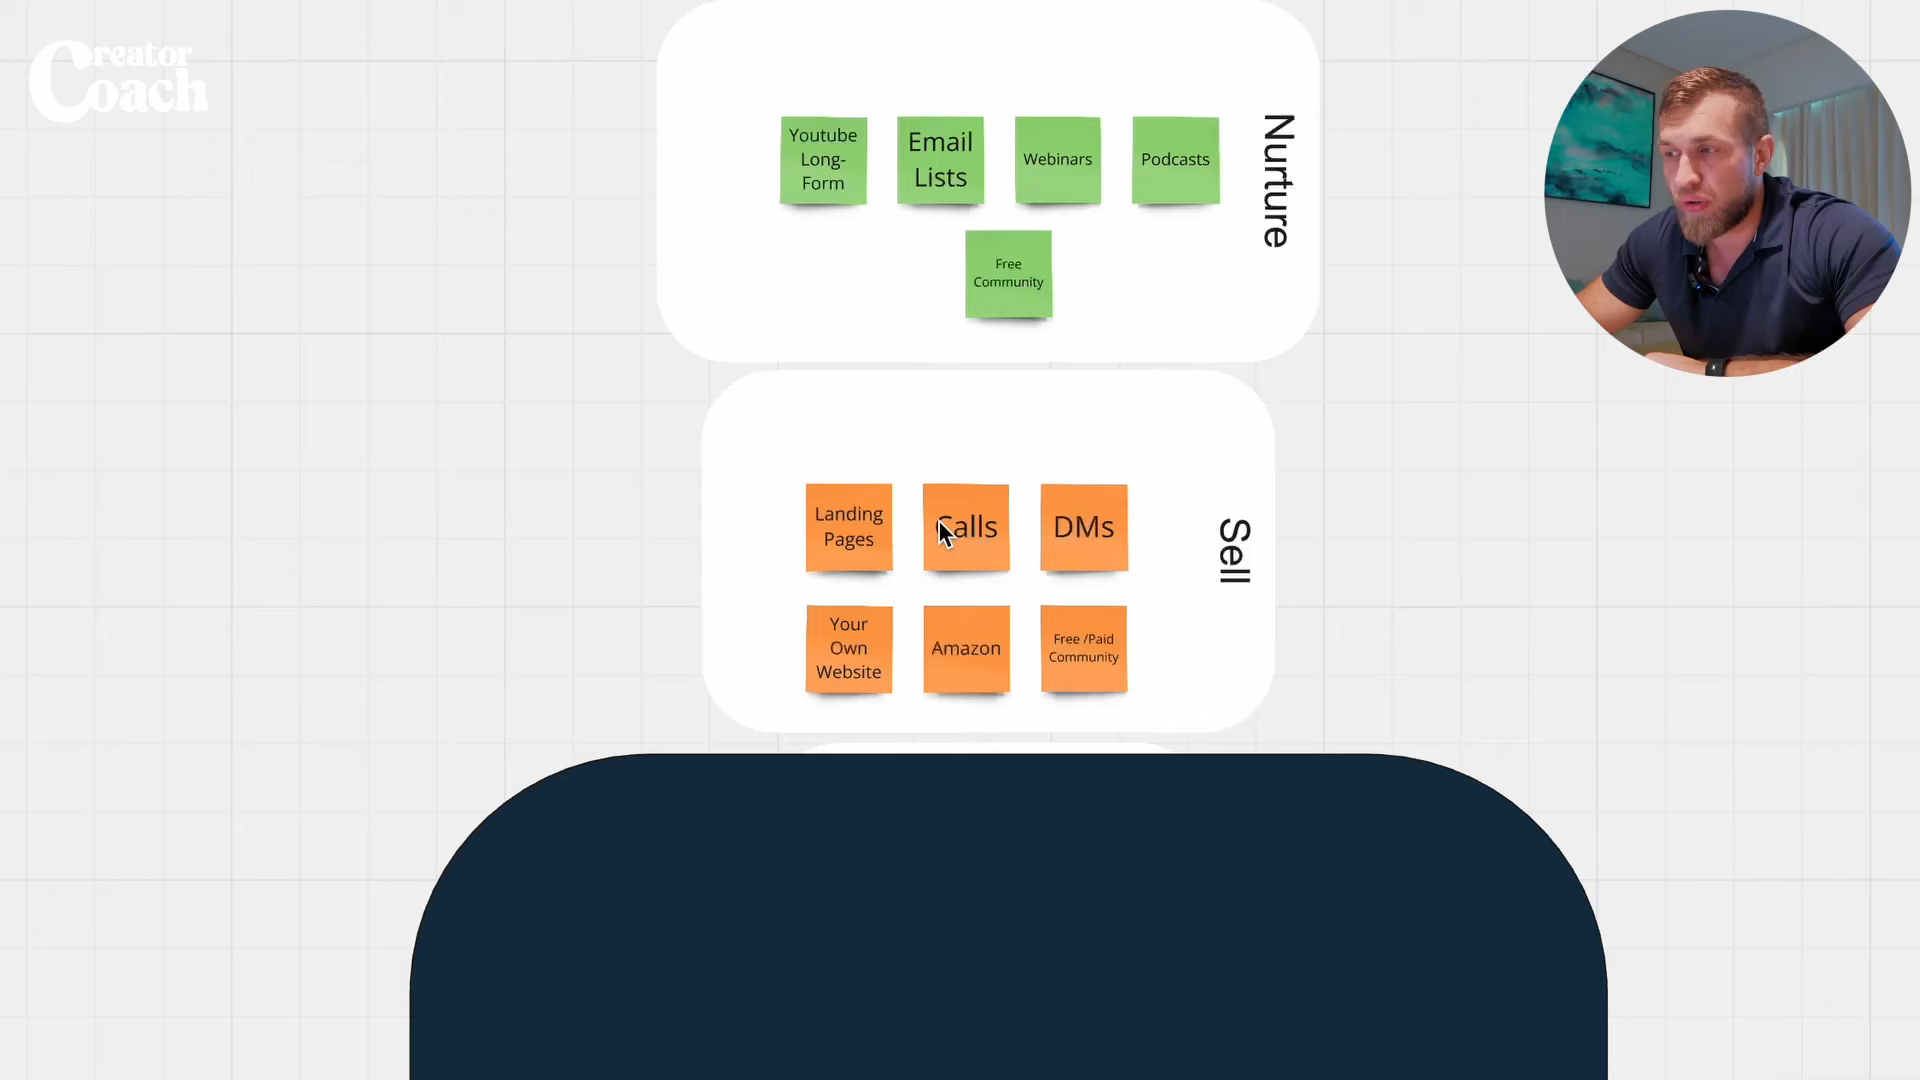 Creator
Coach
Youtube
Long-
Form
Email
Lists
Webinars
Podcasts
Nurture
Free
Community
Landing
Pages
Calls
DMs
Sell
Your
Own
Website
Amazon
Free /Paid
Community